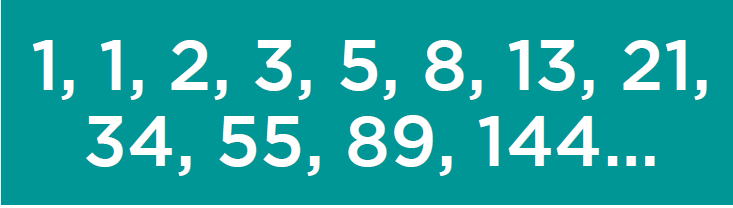 1, 1, 2, 3, 5, 8, 13, 21,
34, 55, 89, 144...